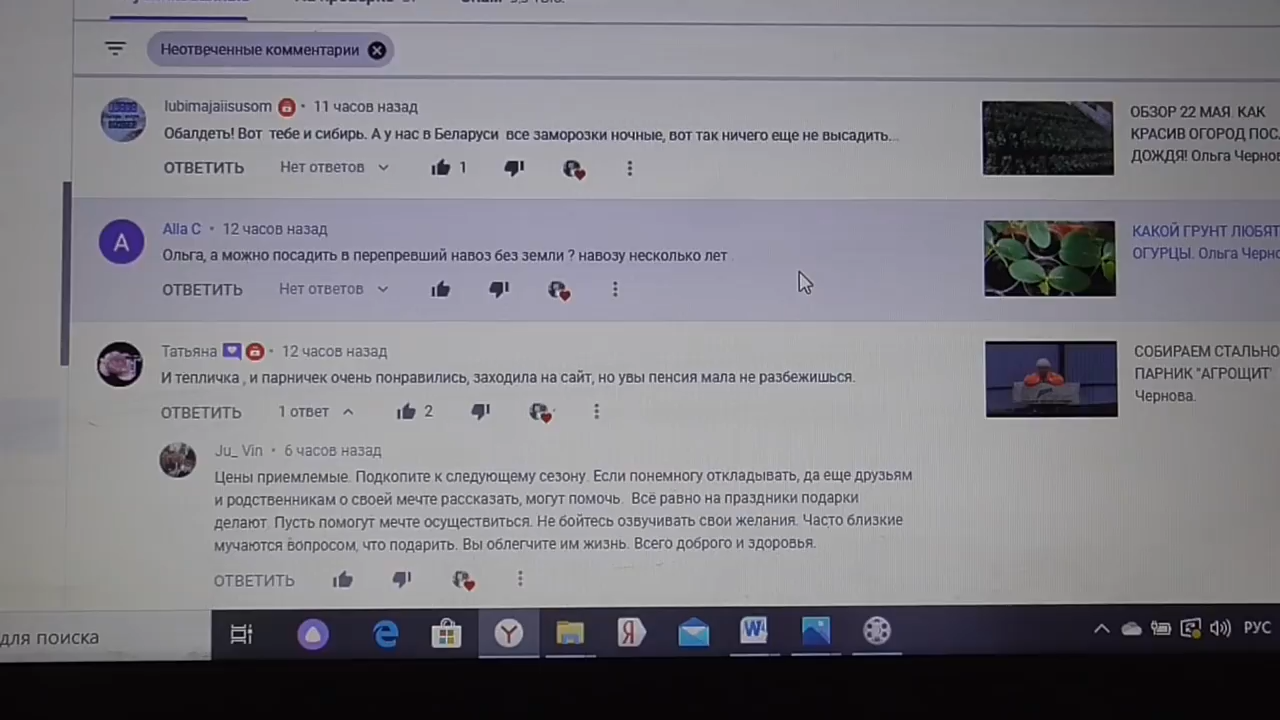 Неотвеченные комментарии
lubimajaiisusom • 11 часов назад
Обалдеть! Вот тебе и сибирь. А у нас в Беларуси все заморозки ночные, вот так ничего еще не высадить...
ОТВЕТИТЬ Нет ответов 1
ОБЗОР 22 МАЯ. КАК
КРАСИВ ОГОРОД ПОС
ДОЖДЯ! Ольга Чернов
A
Alla C • 12 часов назад
Ольга, а можно посадить в перепревший навоз без земли ? навозу несколько лет
ОТВЕТИТЬ Нет ответов
КАКОЙ ГРУНТ ЛЮБЯТ
ОГУРЦЫ. Ольга Черно
Татьяна • 12 часов назад
И тепличка , и парничек очень понравились, заходила на сайт, но увы пенсия мала не разбежишься.
ОТВЕТИТЬ 1 ответ 2
СОБИРАЕМ СТАЛЬНО
ПАРНИК "АГРОЩИТ"
Чернова.
Ju_ Vin • 6 часов назад
Цены приемлемые. Подкопите к следующему сезону. Если понемногу откладывать, да еще друзьям
и родственникам о своей мечте рассказать, могут помочь. Всё равно на праздники подарки
делают. Пусть помогут мечте осуществиться. Не бойтесь озвучивать свои желания. Часто близкие
мучаются вопросом, что подарить. Вы облегчите им жизнь. Всего доброго и здоровья.
ОТВЕТИТЬ
для поиска
РУС